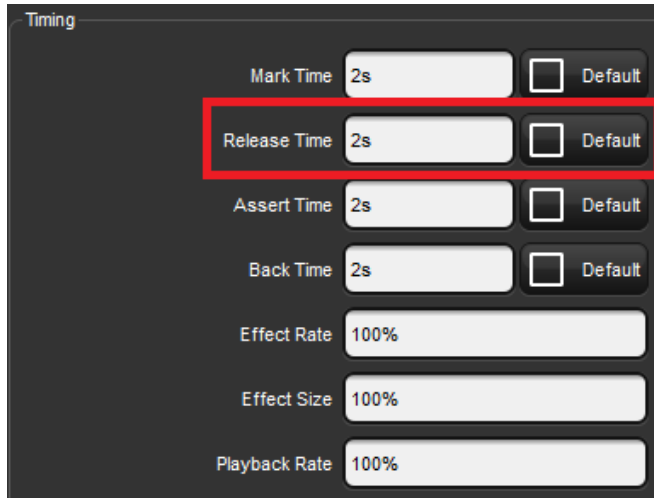 Timing
Mark Time 2s Default
Release Time 2s Default
Assert Time 2s Default
Back Time 2s Default
Effect Rate 100%
Effect Size 100%
Playback Rate 100%